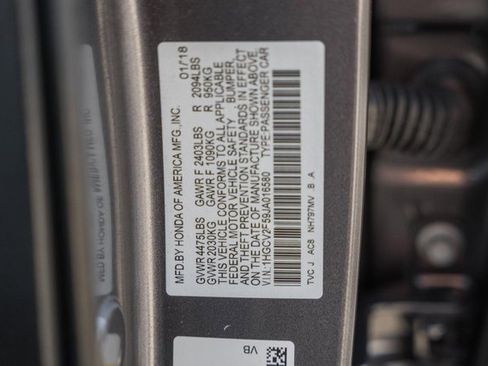 MFD.BY HONDA OF AMERICA MFG.,INC. 01/18
GVWR 4475LBS GAWR F 2403LBS R 2094LBS
GVWR 2030KG GAWR F 1090KG R 950KG
THIS VEHICLE CONFORMS TO ALL APPLICABLE
FEDERAL MOTOR VEHICLE SAFETY , BUMPER,
AND THEFT PREVENTION STANDARDS IN EFFECT
ON THE DATE OF MANUFACTURE SHOWN ABOVE.
V.I.N:1HGCV2F59JA016580 TYPE:PASSENGER CAR
TVC J AC8 NH797MV B A
VB